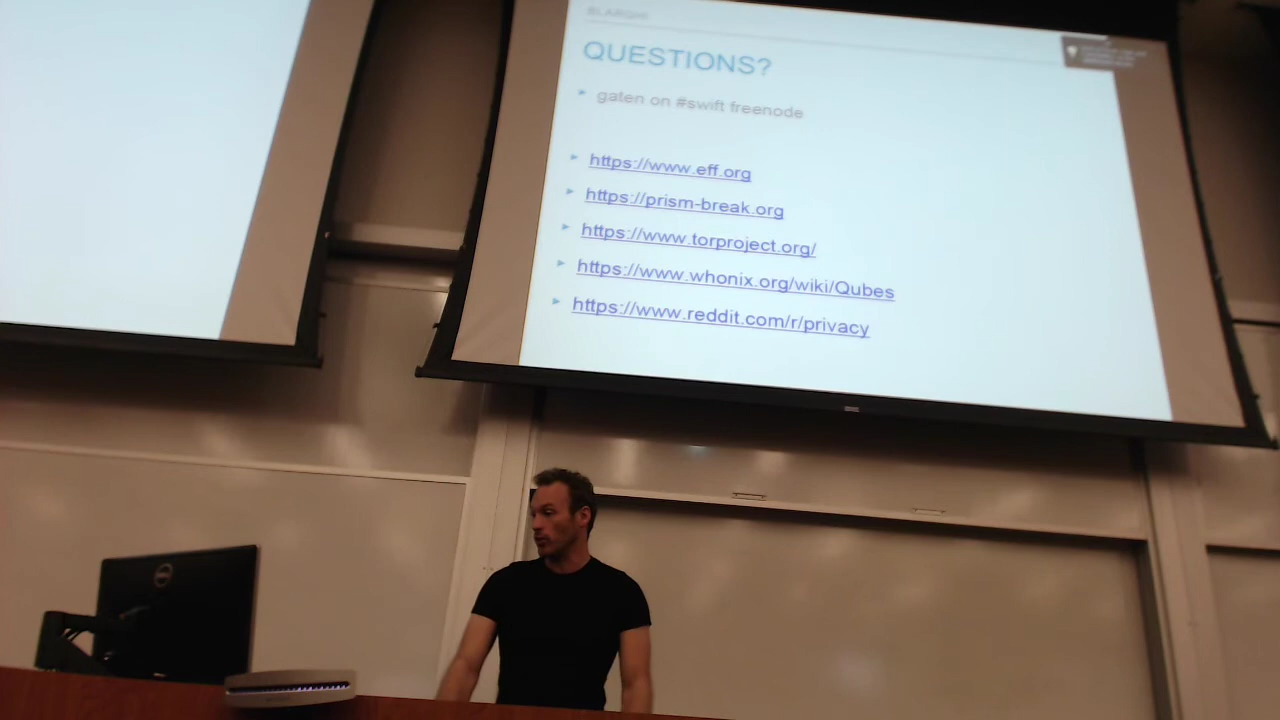 QUESTIONS?
gaten on #swift freenode
https://www.eff.org
https://prism-break.org
https://www.torproject.org/
https://www.whonix.org/wiki/Qubes
https://www.reddit.com/r/privacy
DELL